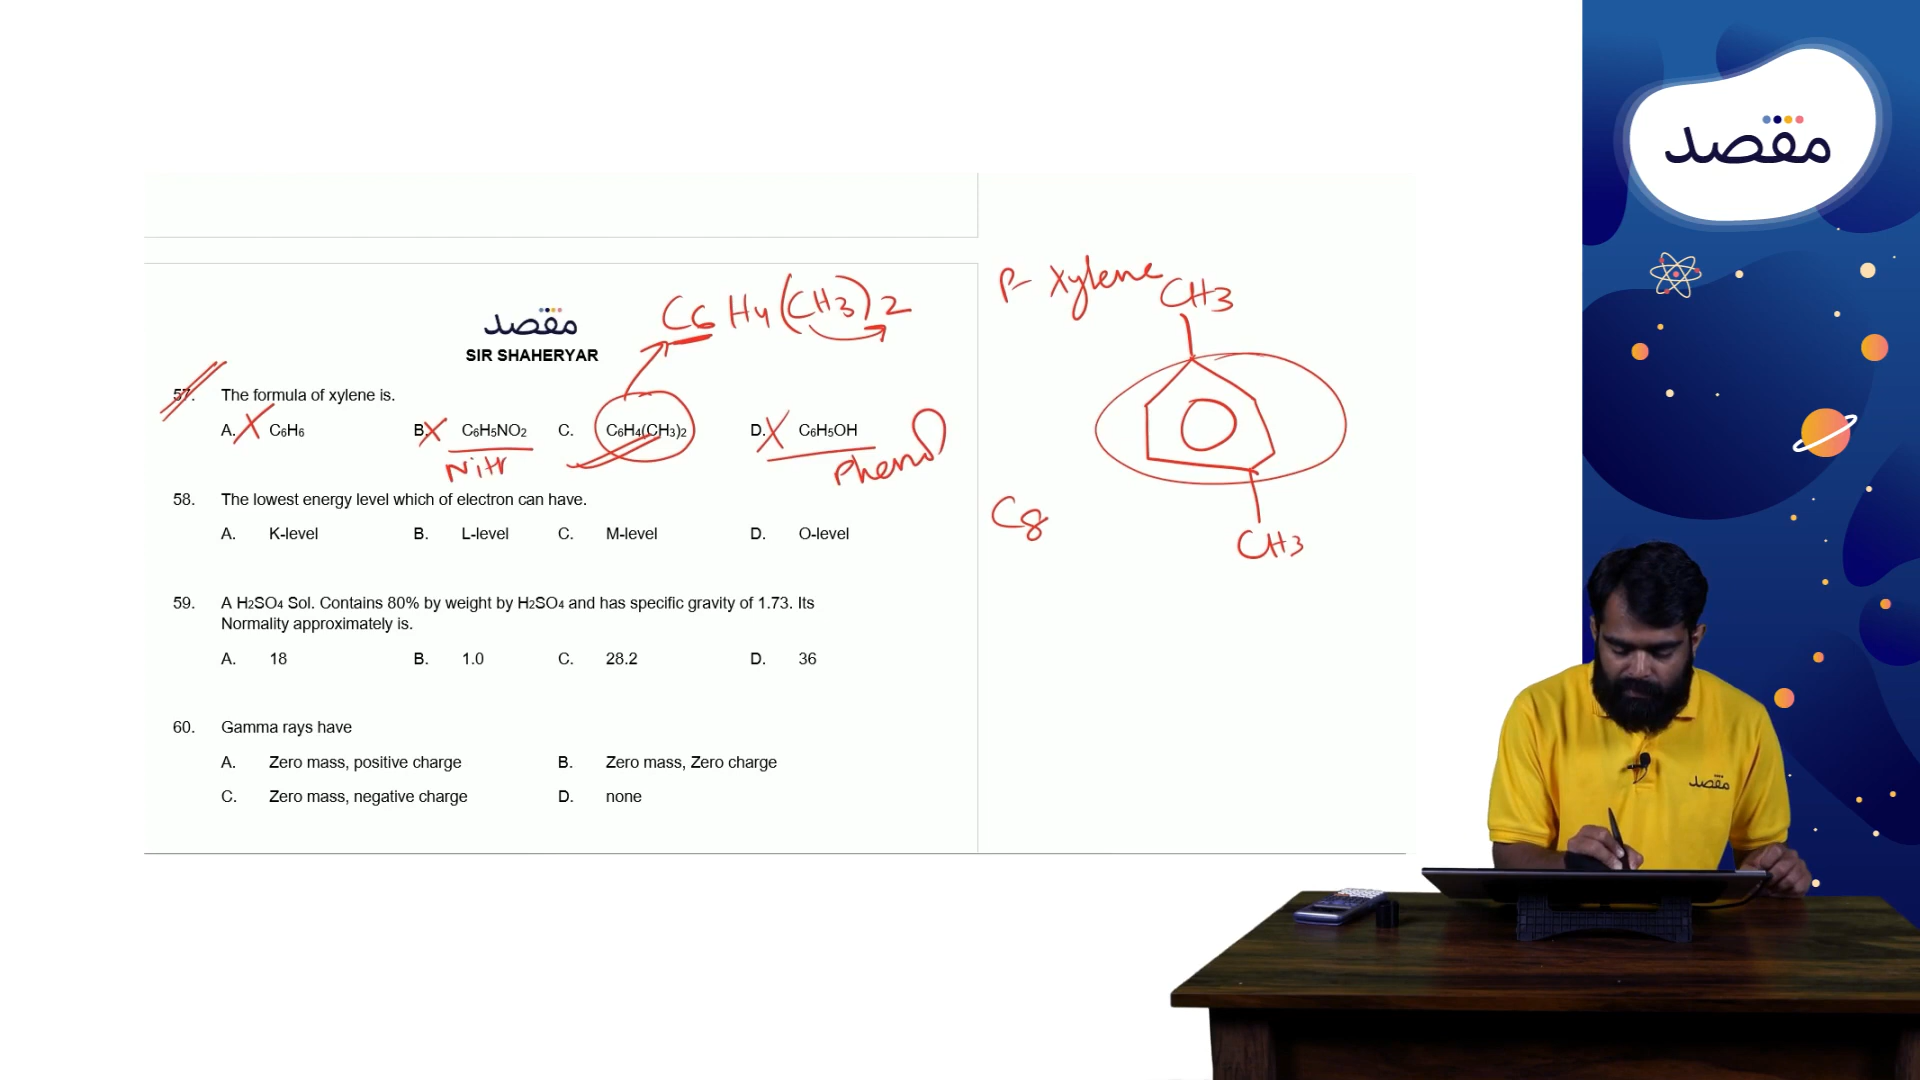 مقصد
P- Xylene
CH3
C6 H4 (CH3)2
مقصد
SIR SHAHERYAR
57. The formula of xylene is.
A. C6H6 B. C6H5NO2 C. C6H4(CH3)2 D. C6H5OH
Nitr
Phenol
58. The lowest energy level which of electron can have.
A. K-level B. L-level C. M-level D. O-level
C8
CH3
59. A H2SO4 Sol. Contains 80% by weight by H2SO4 and has specific gravity of 1.73. Its
Normality approximately is.
A. 18 B. 1.0 C. 28.2 D. 36
60. Gamma rays have
A. Zero mass, positive charge B. Zero mass, Zero charge
C. Zero mass, negative charge D. none
مقصد